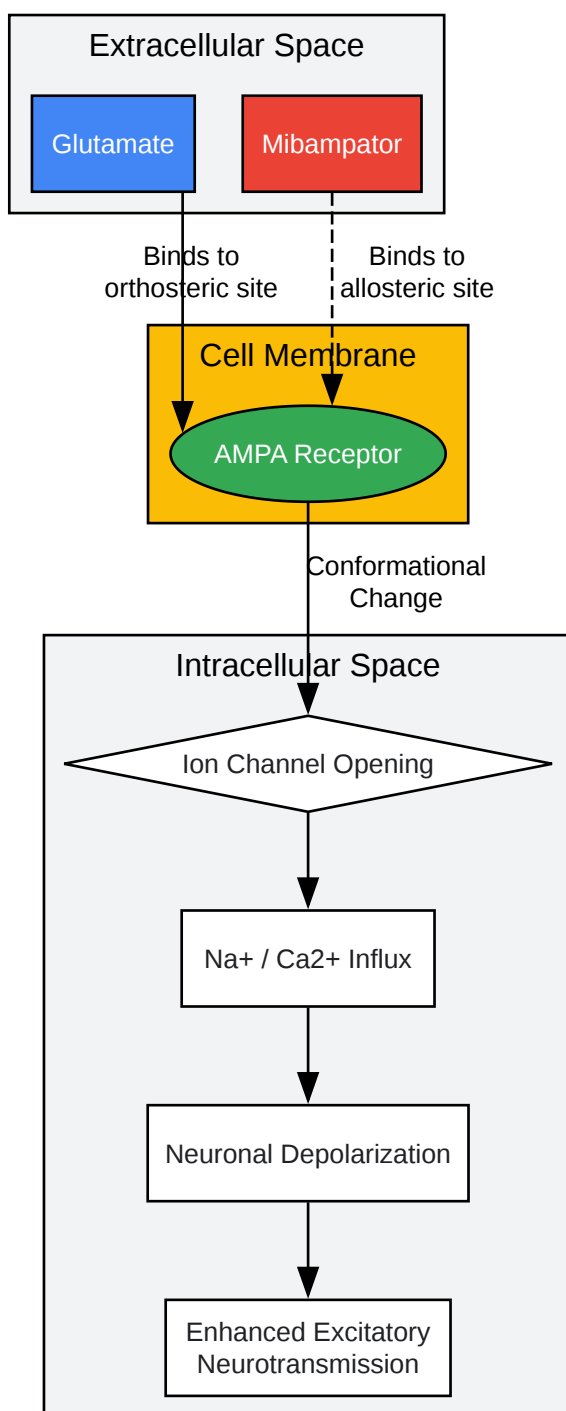 Extracellular Space
Glutamate
Mibampator
Binds to
orthosteric site
Binds to
allosteric site
Cell Membrane
AMPA Receptor
Conformational
Change
Intracellular Space
Ion Channel Opening
Na+ / Ca2+ Influx
Neuronal Depolarization
Enhanced Excitatory
Neurotransmission